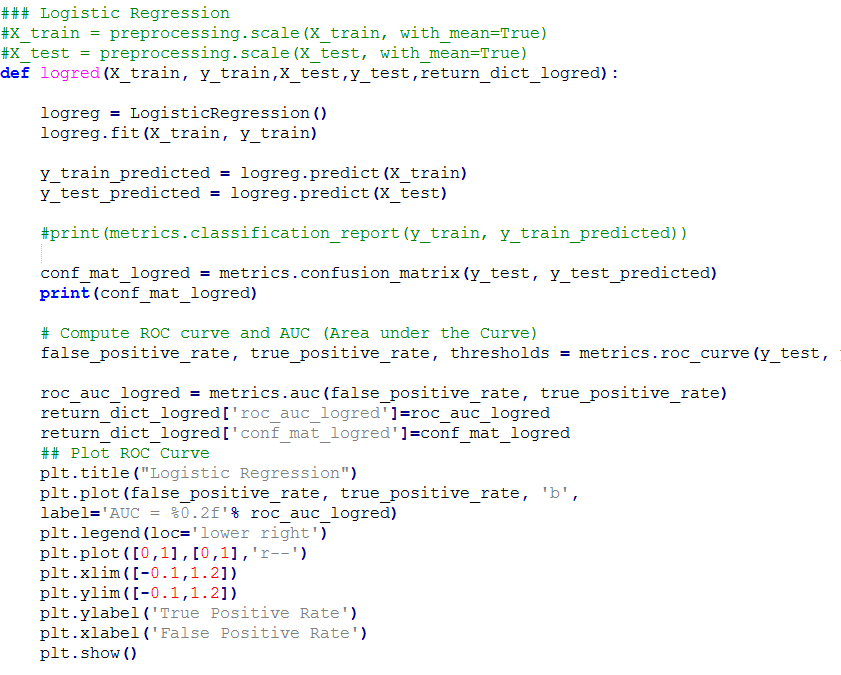 ### Logistic Regression
#X_train = preprocessing.scale(X_train, with_mean=True)
#X_test = preprocessing.scale(X_test, with_mean=True)
def logred(X_train, y_train,X_test,y_test,return_dict_logred):
logreg = LogisticRegression()
logreg.fit(X_train, y_train)
y_train_predicted = logreg.predict(X_train)
y_test_predicted = logreg.predict(X_test)
#print(metrics.classification_report(y_train, y_train_predicted))
conf_mat_logred = metrics.confusion_matrix(y_test, y_test_predicted)
print(conf_mat_logred)
# Compute ROC curve and AUC (Area under the Curve)
false_positive_rate, true_positive_rate, thresholds = metrics.roc_curve(y_test,
roc_auc_logred = metrics.auc(false_positive_rate, true_positive_rate)
return_dict_logred['roc_auc_logred']=roc_auc_logred
return_dict_logred['conf_mat_logred']=conf_mat_logred
## Plot ROC Curve
plt.title("Logistic Regression")
plt.plot(false_positive_rate, true_positive_rate, 'b',
label='AUC = %0.2f'% roc_auc_logred)
plt.legend(loc='lower right')
plt.plot([0,1],[0,1],'r--')
plt.xlim([-0.1,1.2])
plt.ylim([-0.1,1.2])
plt.ylabel('True Positive Rate')
plt.xlabel('False Positive Rate')
plt.show()